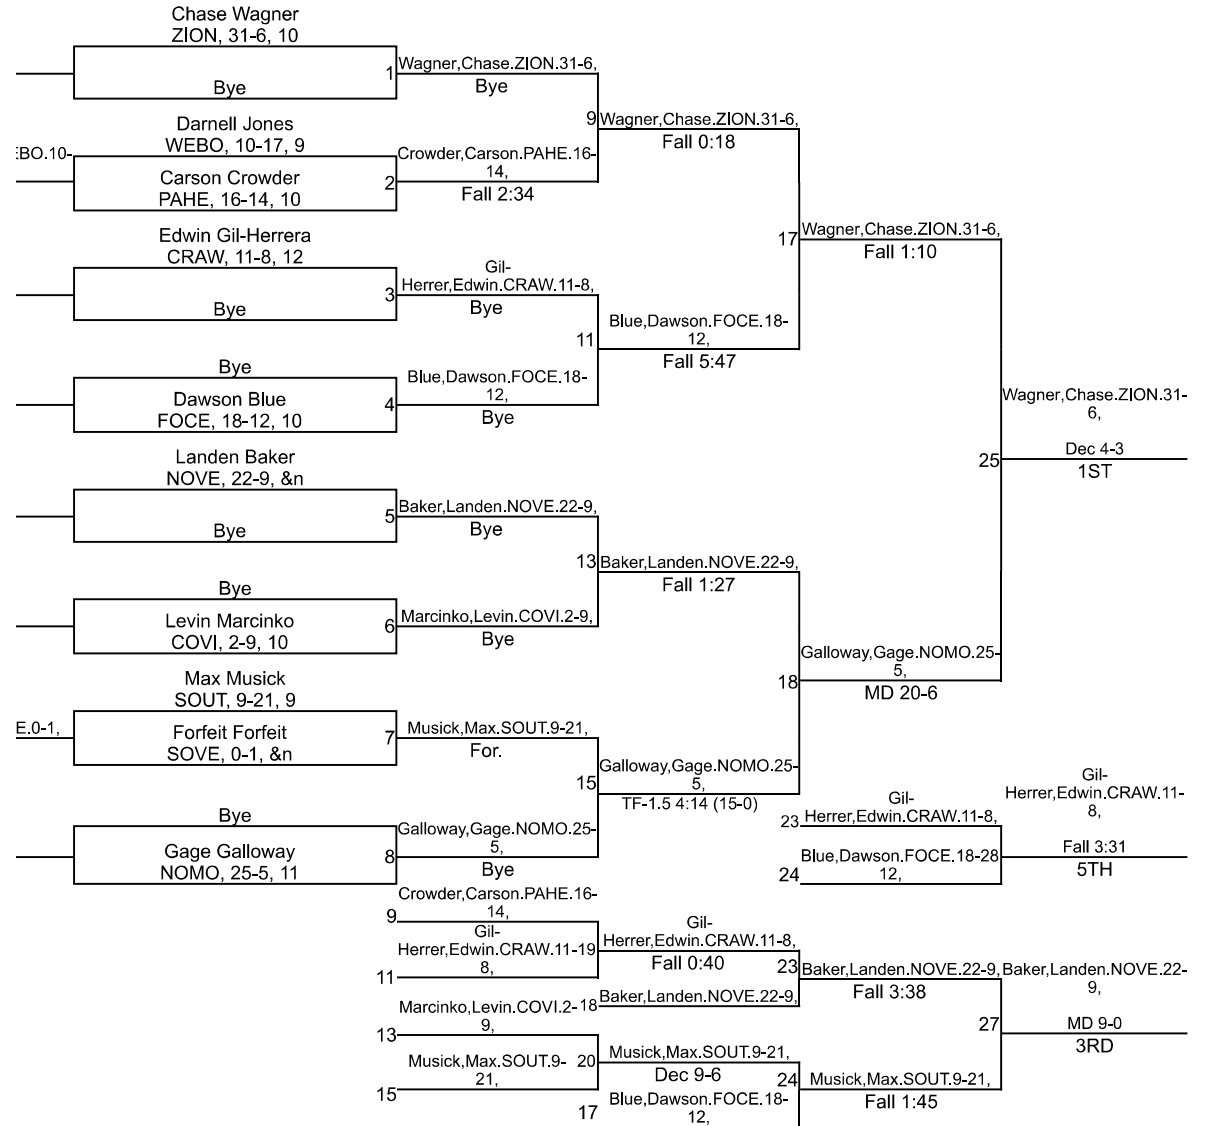 Chase Wagner
ZION, 31-6, 10
Bye
1
Wagner,Chase.ZION.31-6,
Bye
9
Wagner,Chase.ZION.31-6,
Fall 0:18
Darnell Jones
WEBO, 10-17, 9
EBO.10-
Carson Crowder
PAHE, 16-14, 10
2
Crowder,Carson.PAHE.16-
14,
Fall 2:34
17
Wagner,Chase.ZION.31-6,
Fall 1:10
Edwin Gil-Herrera
CRAW, 11-8, 12
Bye
3
Gil-
Herrer,Edwin.CRAW.11-8,
Bye
11
Blue,Dawson.FOCE.18-
12,
Fall 5:47
Bye
Dawson Blue
FOCE, 18-12, 10
4
Blue,Dawson.FOCE.18-
12,
Bye
Wagner,Chase.ZION.31-
6,
25
Dec 4-3
1ST
Landen Baker
NOVE, 22-9, &n
Bye
5
Baker,Landen.NOVE.22-9,
Bye
13
Baker,Landen.NOVE.22-9,
Fall 1:27
Bye
Levin Marcinko
COVI, 2-9, 10
6
Marcinko,Levin.COVI.2-9,
Bye
18
Galloway,Gage.NOMO.25-
5,
MD 20-6
Max Musick
SOUT, 9-21, 9
E.0-1,
Forfeit Forfeit
SOVE, 0-1, &n
7
Musick,Max.SOUT.9-21,
For.
15
Galloway,Gage.NOMO.25-
5,
TF-1.5 4:14 (15-0)
Bye
Gage Galloway
NOMO, 25-5, 11
8
Galloway,Gage.NOMO.25-
5,
Bye
23
Gil-
Herrer,Edwin.CRAW.11-8,
24
Blue,Dawson.FOCE.18-28
12,
Gil-
Herrer,Edwin.CRAW.11-
8,
Fall 3:31
5TH
9
Crowder,Carson.PAHE.16-
14,
11
Gil-
Herrer,Edwin.CRAW.11-19
8,
Gil-
Herrer,Edwin.CRAW.11-8,
Fall 0:40
18
Baker,Landen.NOVE.22-9,
23
Baker,Landen.NOVE.22-9,
Fall 3:38
Baker,Landen.NOVE.22-
9,
27
MD 9-0
3RD
13
Marcinko,Levin.COVI.2-
9,
15
Musick,Max.SOUT.9-
21,
20
Musick,Max.SOUT.9-21,
Dec 9-6
17
Blue,Dawson.FOCE.18-
12,
24
Musick,Max.SOUT.9-21,
Fall 1:45